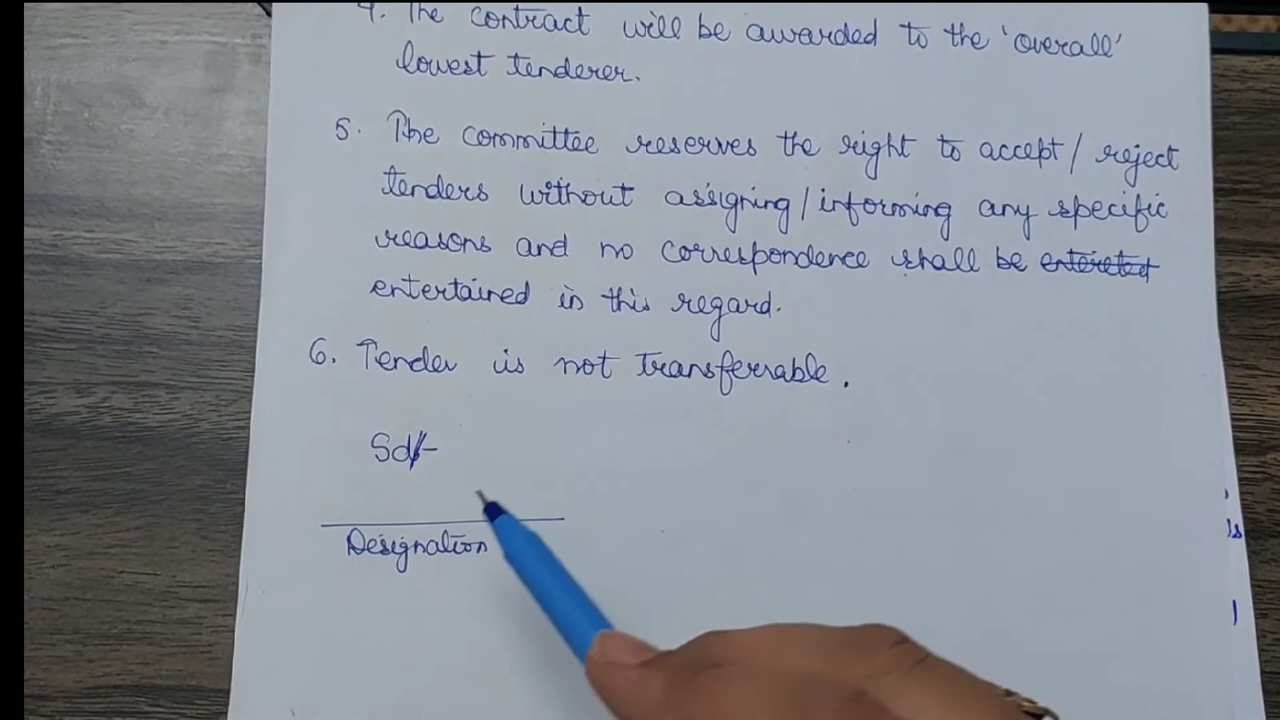 4. The contract will be awarded to the 'overall'
lowest tenderer.
5. The committee reserves the right to accept / reject
tenders without assigning / informing any specific
reasons and no correspondence shall be
entertained in this regard.
6. Tender is not transferrable.
Sd/-
Designation